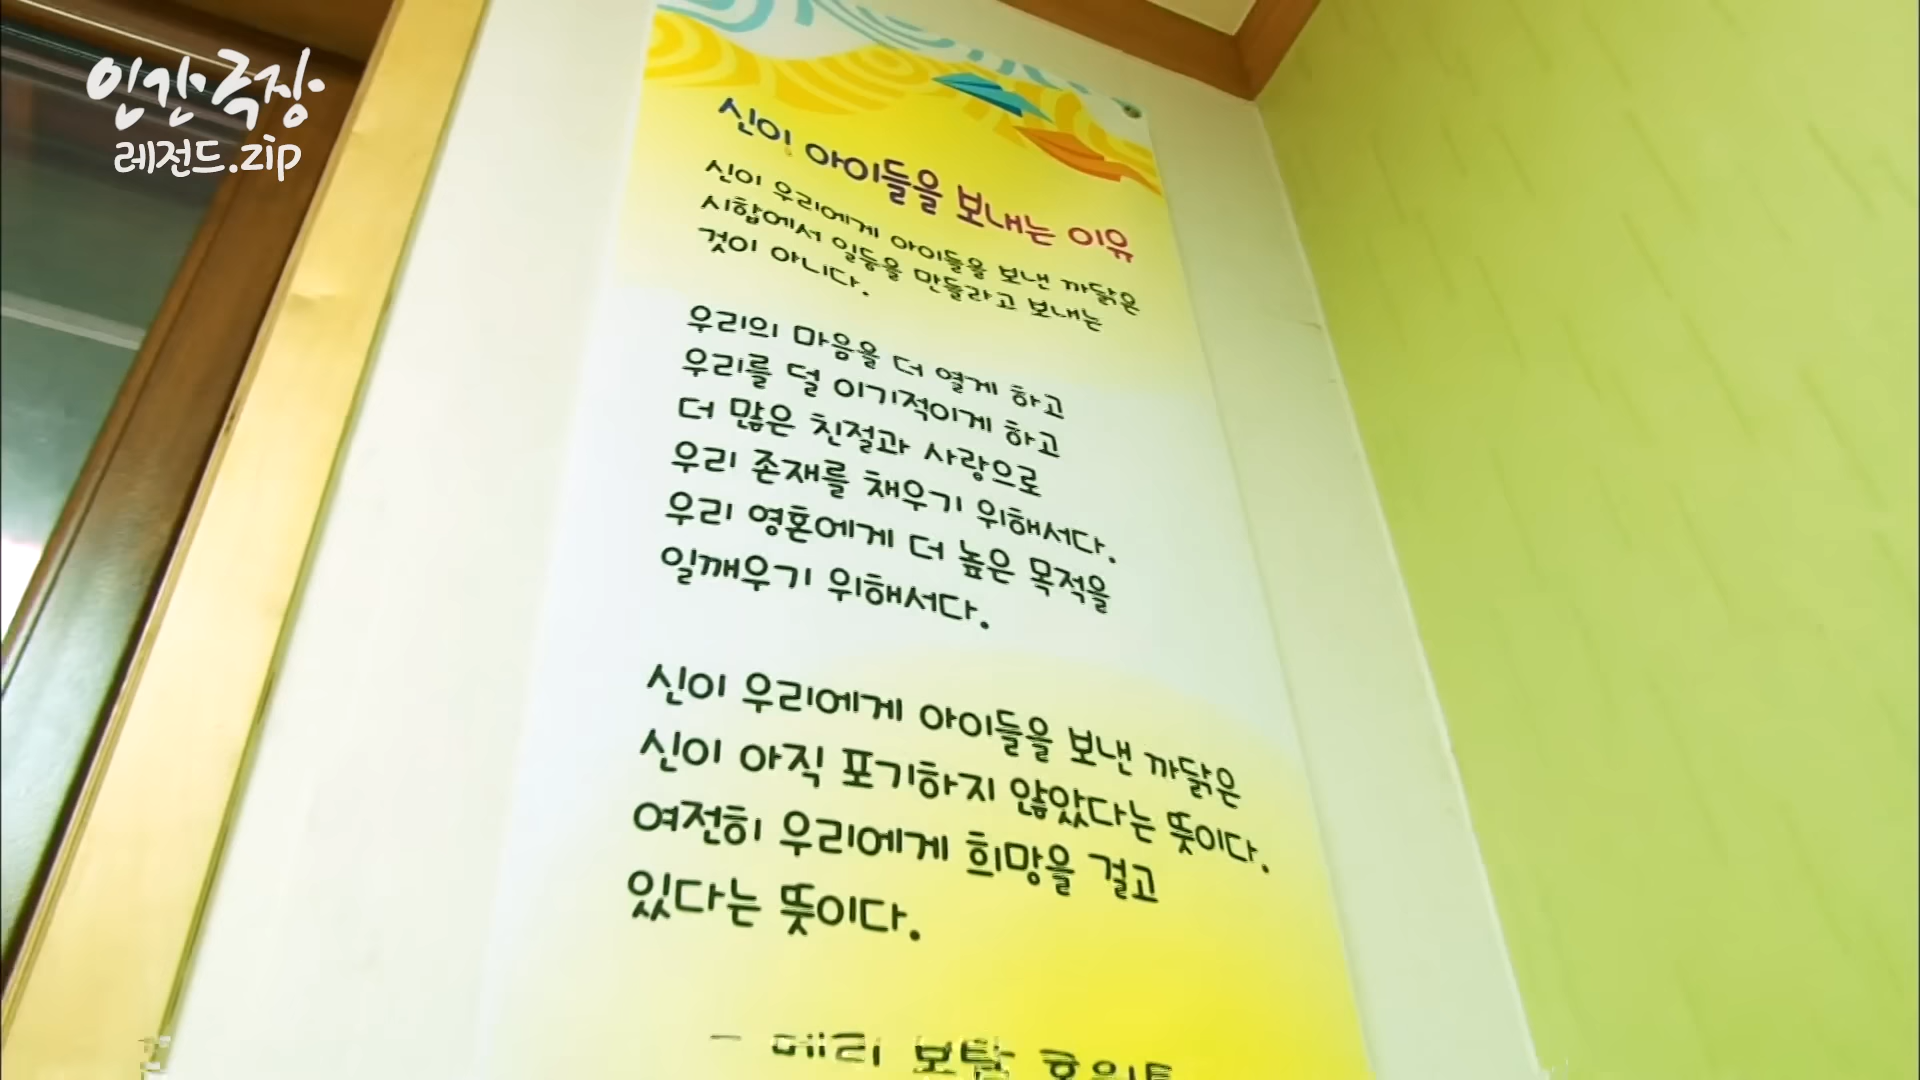 인간극장
레전드.zip
신이 아이들을 보내는 이유
신이 우리에게 아이들을 보낸 까닭은
시합에서 일등을 만들라고 보내는
것이 아니다.
우리의 마음을 더 열게 하고
우리를 덜 이기적이게 하고
더 많은 친절과 사랑으로
우리 존재를 채우기 위해서다.
우리 영혼에게 더 높은 목적을
일깨우기 위해서다.
신이 우리에게 아이들을 보낸 까닭은
신이 아직 포기하지 않았다는 뜻이다.
여전히 우리에게 희망을 걸고
있다는 뜻이다.
- 메리 보탐